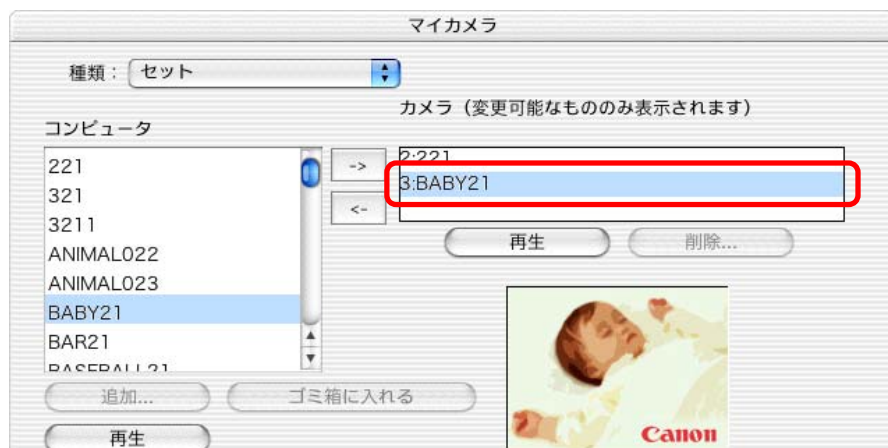 マイカメラ
種類： セット
カメラ（変更可能なもののみ表示されます）
コンピュータ
221
321
3211
ANIMAL022
ANIMAL023
BABY21
BAR21
BASEBALL21
->
<-
2:221
3:BABY21
再生
削除...
追加...
ゴミ箱に入れる
再生
Canon